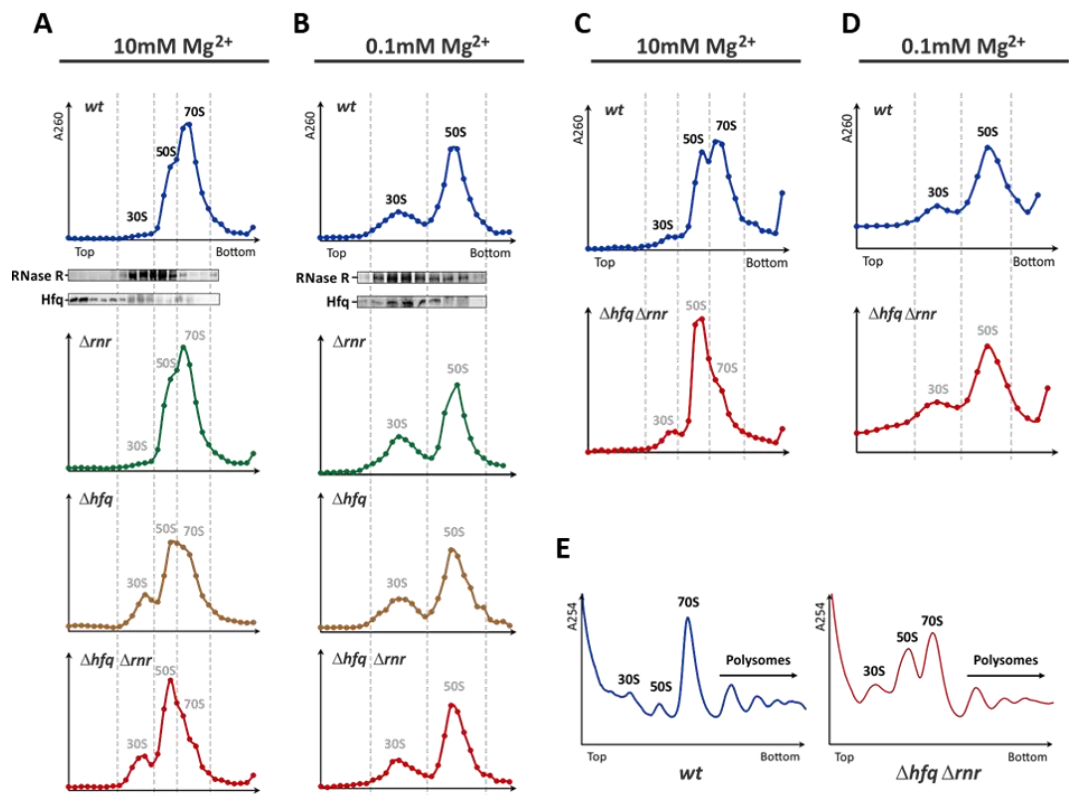 A
10mM Mg2+
wt
A260
30S
50S
70S
Top
Bottom
RNase R
Hfq
Δrnr
30S
50S
70S
Δhfq
30S
50S
70S
Δhfq Δrnr
30S
50S
70S
B
0.1mM Mg2+
wt
30S
50S
Top
Bottom
RNase R
Hfq
Δrnr
30S
50S
Δhfq
30S
50S
Δhfq Δrnr
30S
50S
C
10mM Mg2+
wt
A260
30S
50S
70S
Top
Bottom
Δhfq Δrnr
30S
50S
70S
D
0.1mM Mg2+
wt
A260
30S
50S
Top
Bottom
Δhfq Δrnr
30S
50S
E
A254
30S
50S
70S
Polysomes
Top
Bottom
wt
A254
30S
50S
70S
Polysomes
Top
Bottom
Δhfq Δrnr